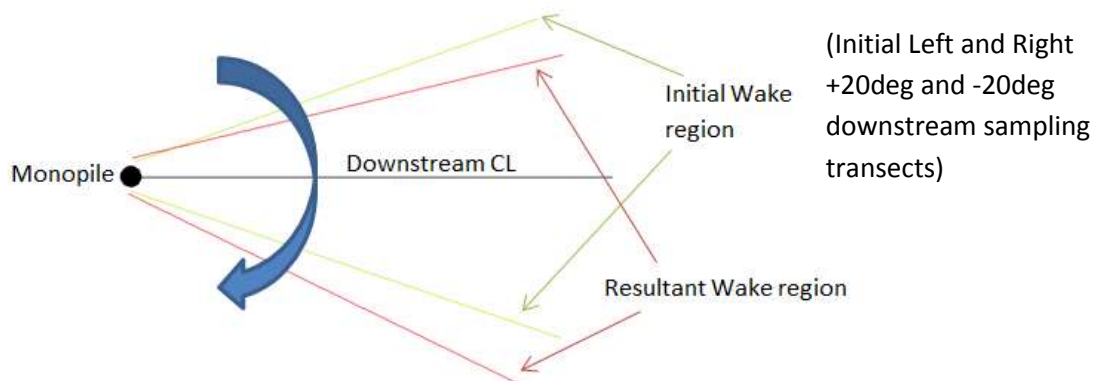 Monopile
Downstream CL
Initial Wake
region
Resultant Wake region
(Initial Left and Right
+20deg and -20deg
downstream sampling
transects)